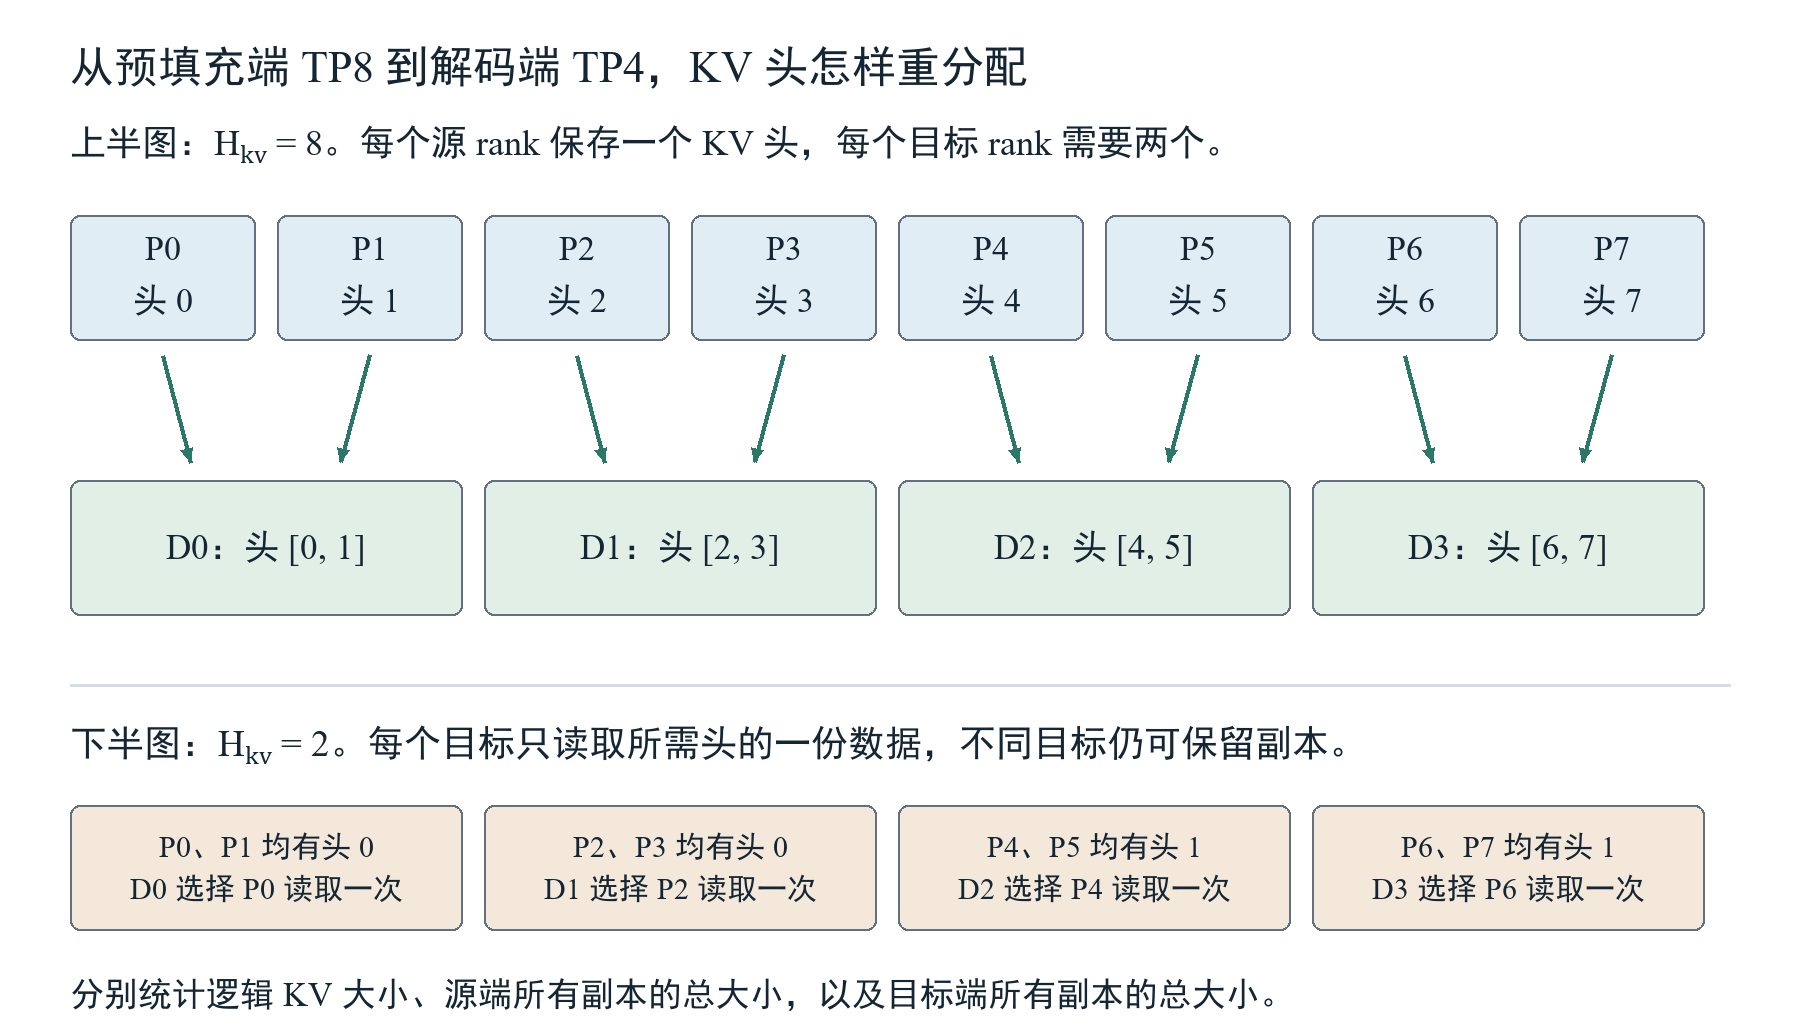 从预填充端 TP8 到解码端 TP4，KV 头怎样重分配
上半图：Hkv = 8。每个源 rank 保存一个 KV 头，每个目标 rank 需要两个。
P0
头 0
P1
头 1
P2
头 2
P3
头 3
P4
头 4
P5
头 5
P6
头 6
P7
头 7
D0：头 [0, 1]
D1：头 [2, 3]
D2：头 [4, 5]
D3：头 [6, 7]
下半图：Hkv = 2。每个目标只读取所需头的一份数据，不同目标仍可保留副本。
P0、P1 均有头 0
D0 选择 P0 读取一次
P2、P3 均有头 0
D1 选择 P2 读取一次
P4、P5 均有头 1
D2 选择 P4 读取一次
P6、P7 均有头 1
D3 选择 P6 读取一次
分别统计逻辑 KV 大小、源端所有副本的总大小，以及目标端所有副本的总大小。